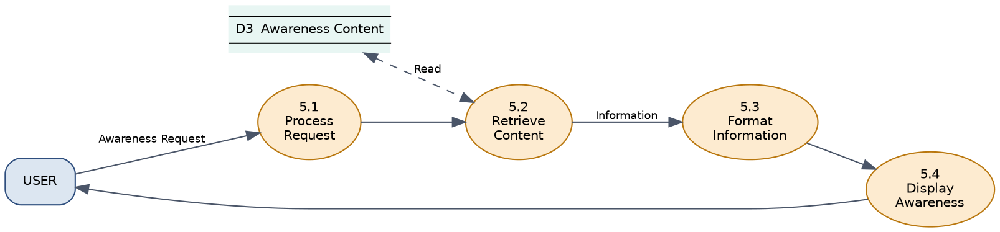 D3  Awareness Content
Read
5.1
Process
Request
5.2
Retrieve
Content
Information
5.3
Format
Information
Awareness Request
USER
5.4
Display
Awareness